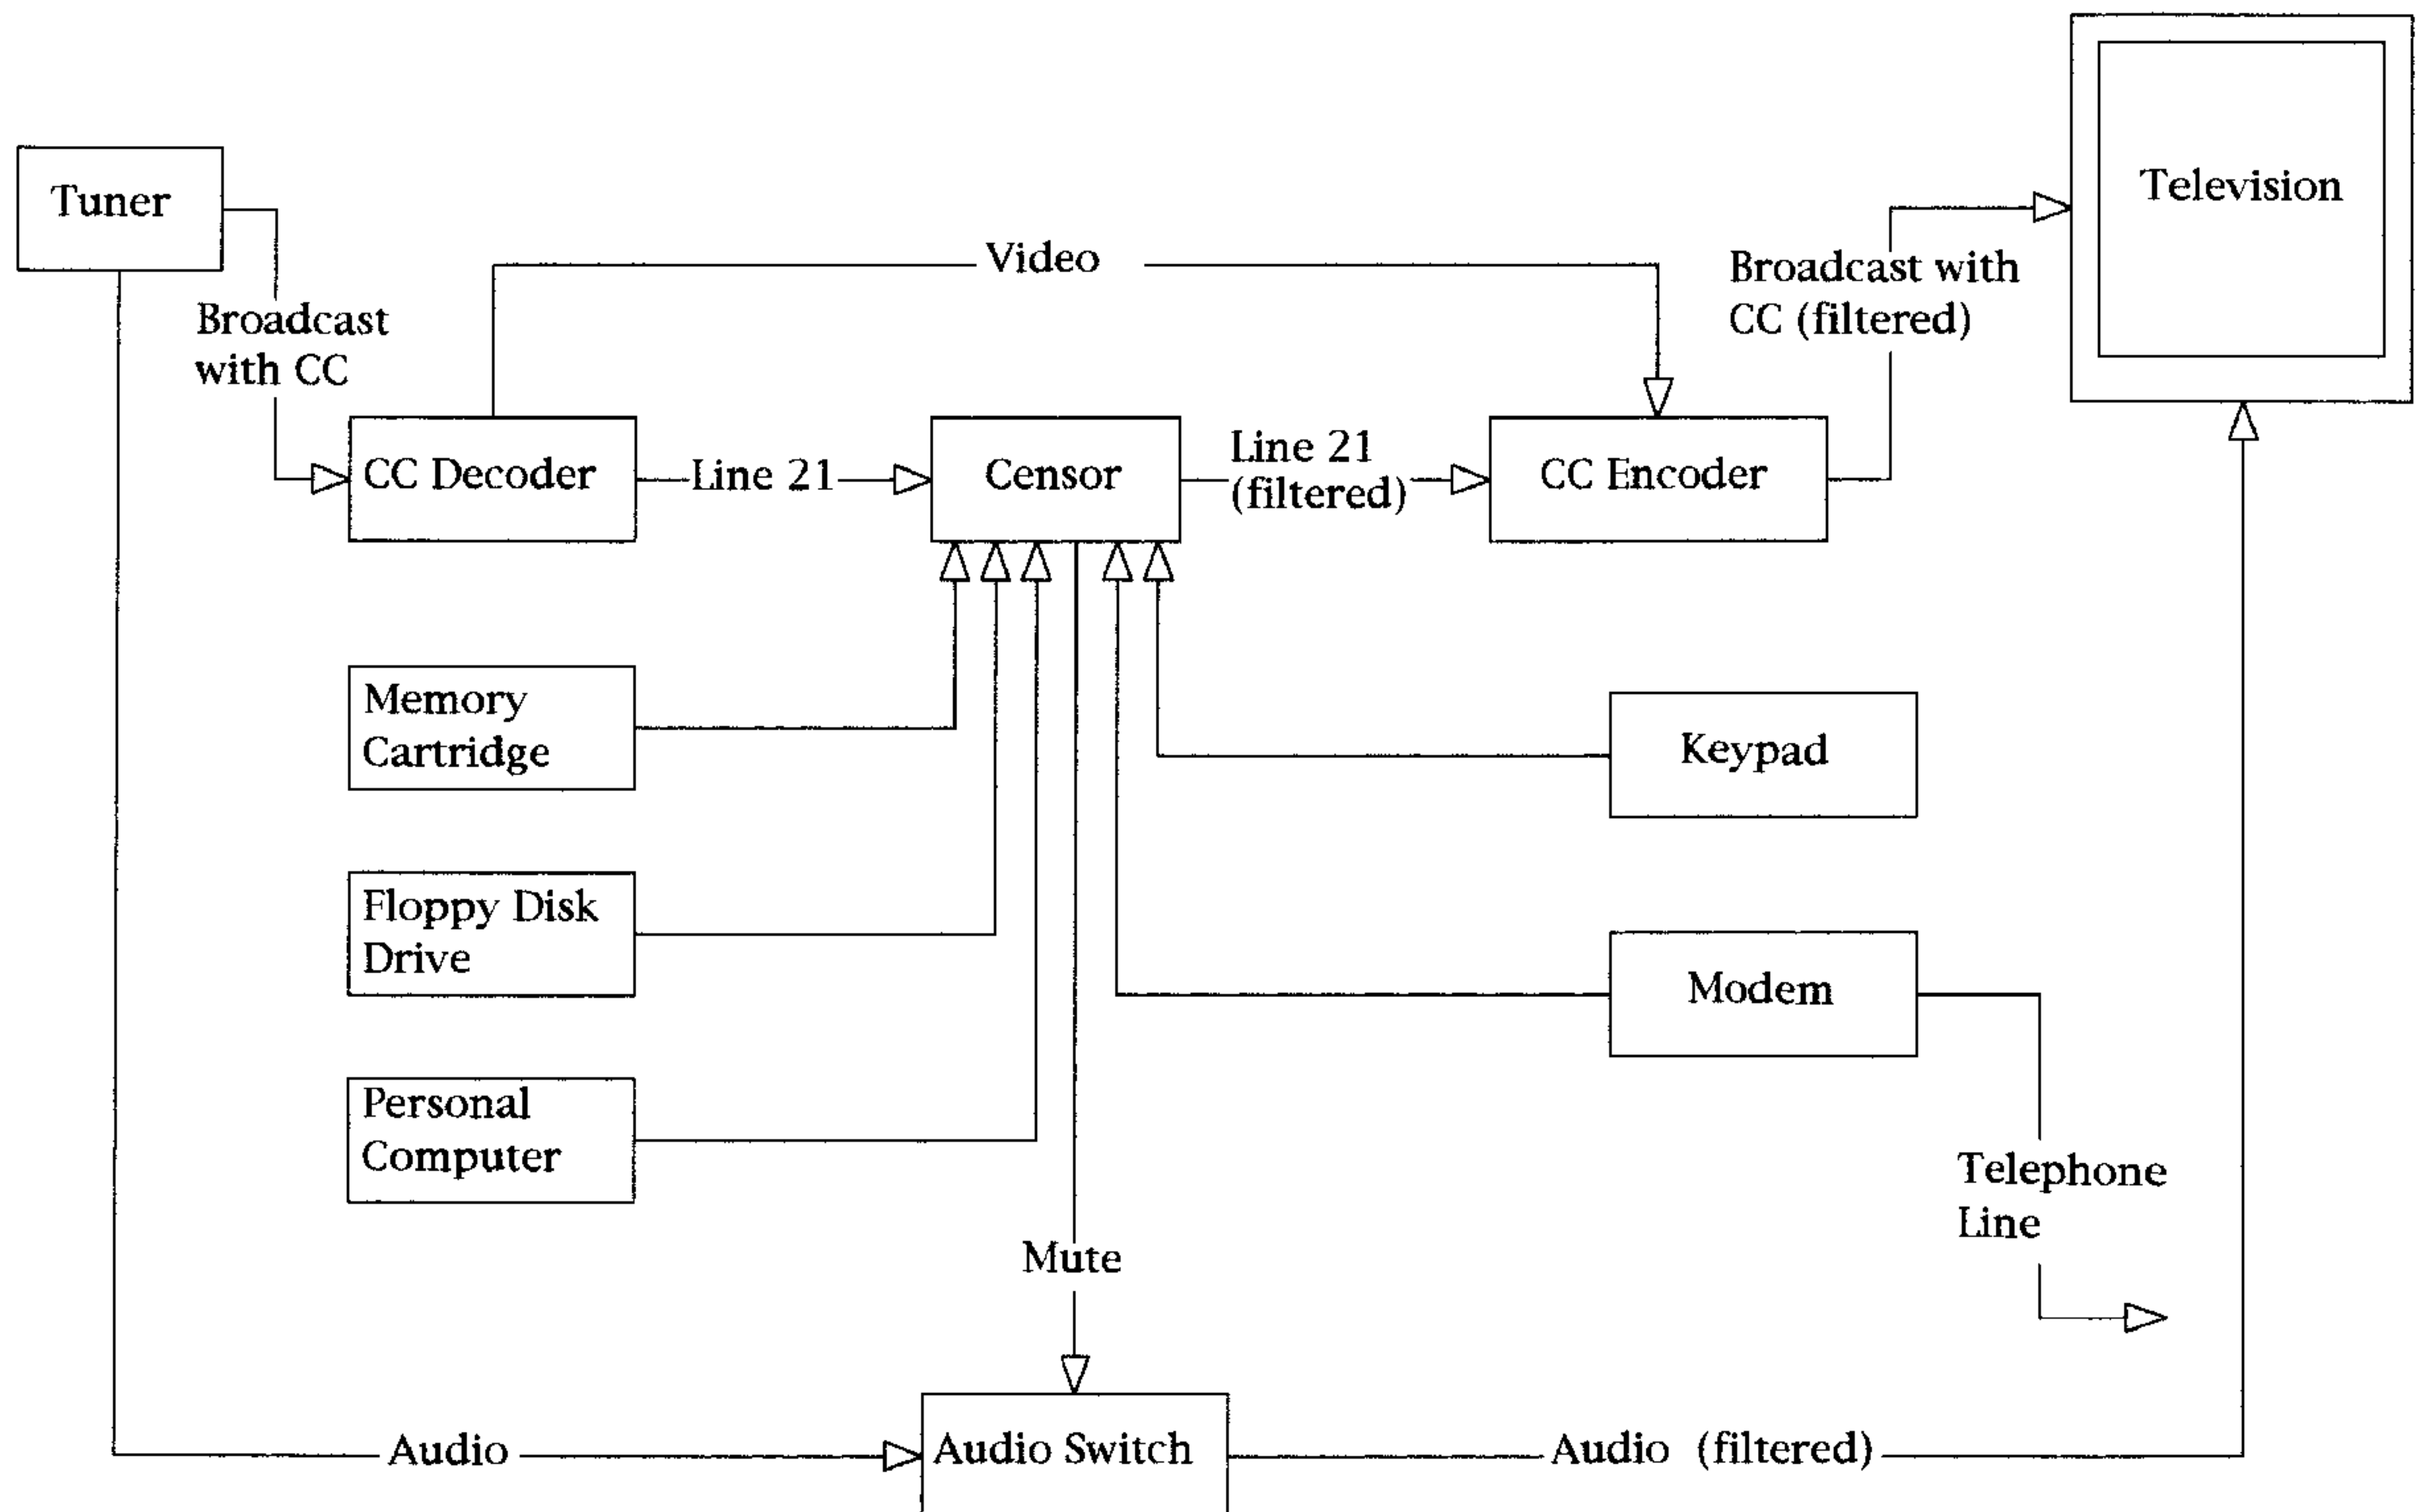 Television
Tuner
Video
Broadcast with
CC (filtered)
Broadcast
with CC
CC Decoder
Line 21
Censor
Line 21
(filtered)
CC Encoder
Memory
Cartridge
Keypad
Floppy Disk
Drive
Modem
Personal
Computer
Telephone
Line
Mute
Audio
Audio Switch
Audio (filtered)